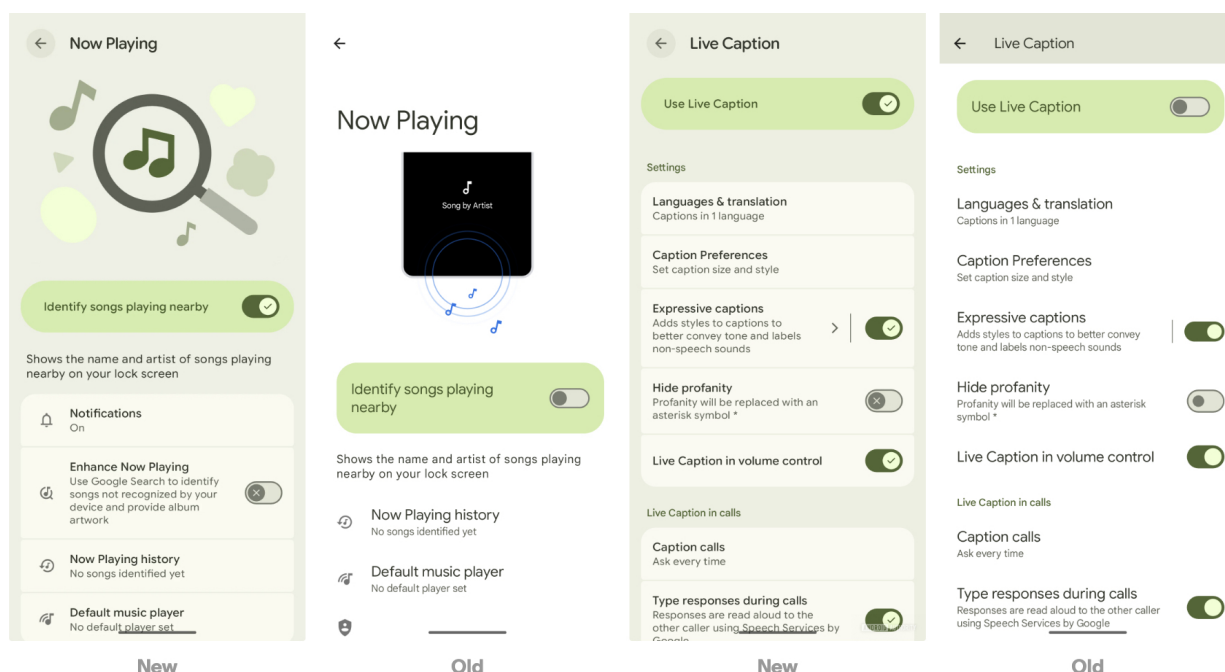 Now Playing
Identify songs playing nearby
Shows the name and artist of songs playing
nearby on your lock screen
Notifications
On
Enhance Now Playing
Use Google Search to identify
songs not recognized by your
device and provide album
artwork
Now Playing history
No songs identified yet
Default music player
No default player set
New
Now Playing
Song by Artist
Identify songs playing
nearby
Shows the name and artist of songs playing
nearby on your lock screen
Now Playing history
No songs identified yet
Default music player
No default player set
Old
Live Caption
Use Live Caption
Settings
Languages & translation
Captions in 1 language
Caption Preferences
Set caption size and style
Expressive captions
Adds styles to captions to
better convey tone and labels
non-speech sounds
Hide profanity
Profanity will be replaced with an
asterisk symbol *
Live Caption in volume control
Live Caption in calls
Caption calls
Ask every time
Type responses during calls
Responses are read aloud to the
other caller using Speech Services by
Google
New
Live Caption
Use Live Caption
Settings
Languages & translation
Captions in 1 language
Caption Preferences
Set caption size and style
Expressive captions
Adds styles to captions to better convey
tone and labels non-speech sounds
Hide profanity
Profanity will be replaced with an asterisk
symbol *
Live Caption in volume control
Live Caption in calls
Caption calls
Ask every time
Type responses during calls
Responses are read aloud to the other caller
using Speech Services by Google
Old